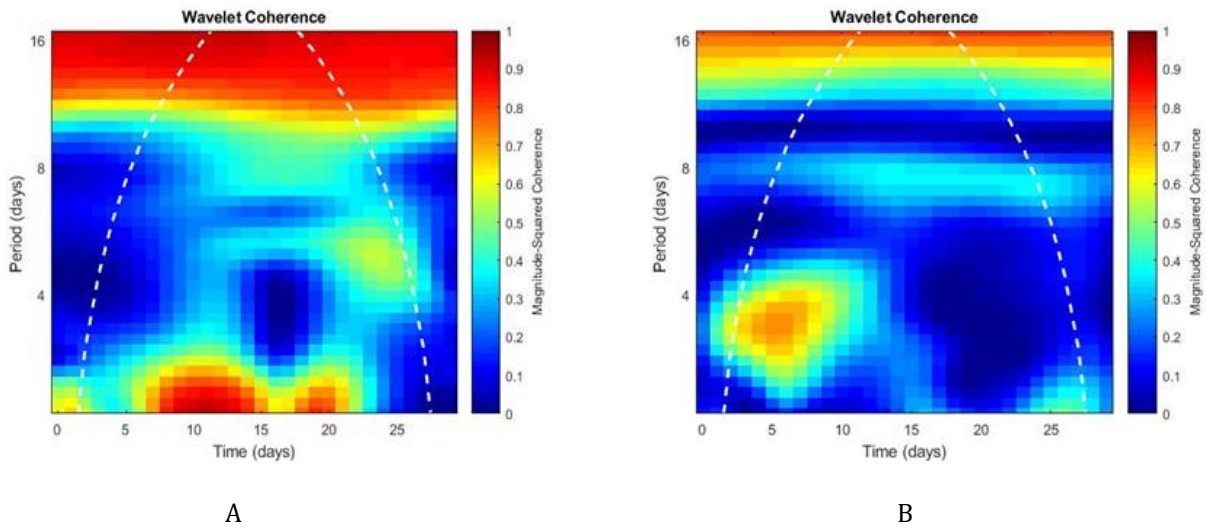 Wavelet Coherence
16
8
4
Period (days)
0 5 10 15 20 25
Time (days)
1
0.9
0.8
0.7
0.6
0.5
0.4
0.3
0.2
0.1
0
Magnitude-Squared Coherence
A
Wavelet Coherence
16
8
4
Period (days)
0 5 10 15 20 25
Time (days)
1
0.9
0.8
0.7
0.6
0.5
0.4
0.3
0.2
0.1
0
Magnitude-Squared Coherence
B